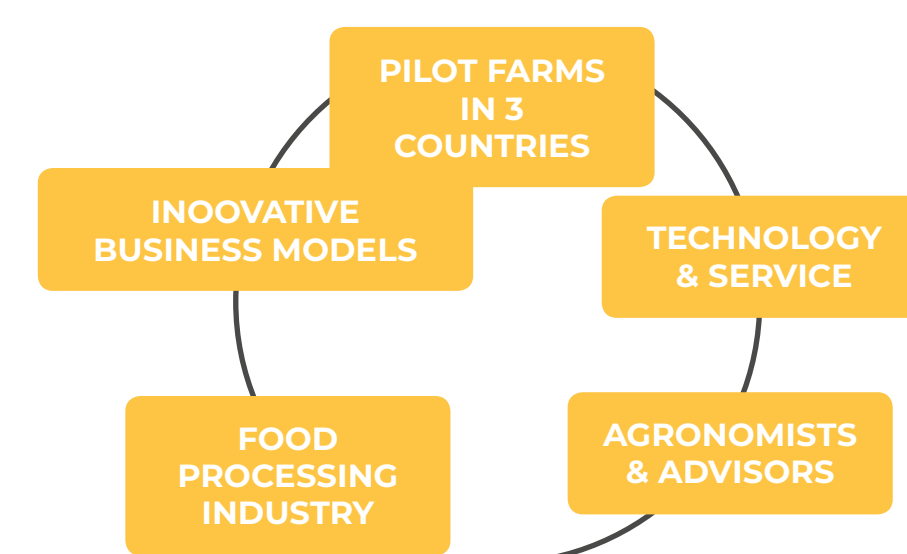 PILOT FARMS
IN 3
COUNTRIES
INOOVATIVE
BUSINESS MODELS
TECHNOLOGY
& SERVICE
FOOD
PROCESSING
INDUSTRY
AGRONOMISTS
& ADVISORS